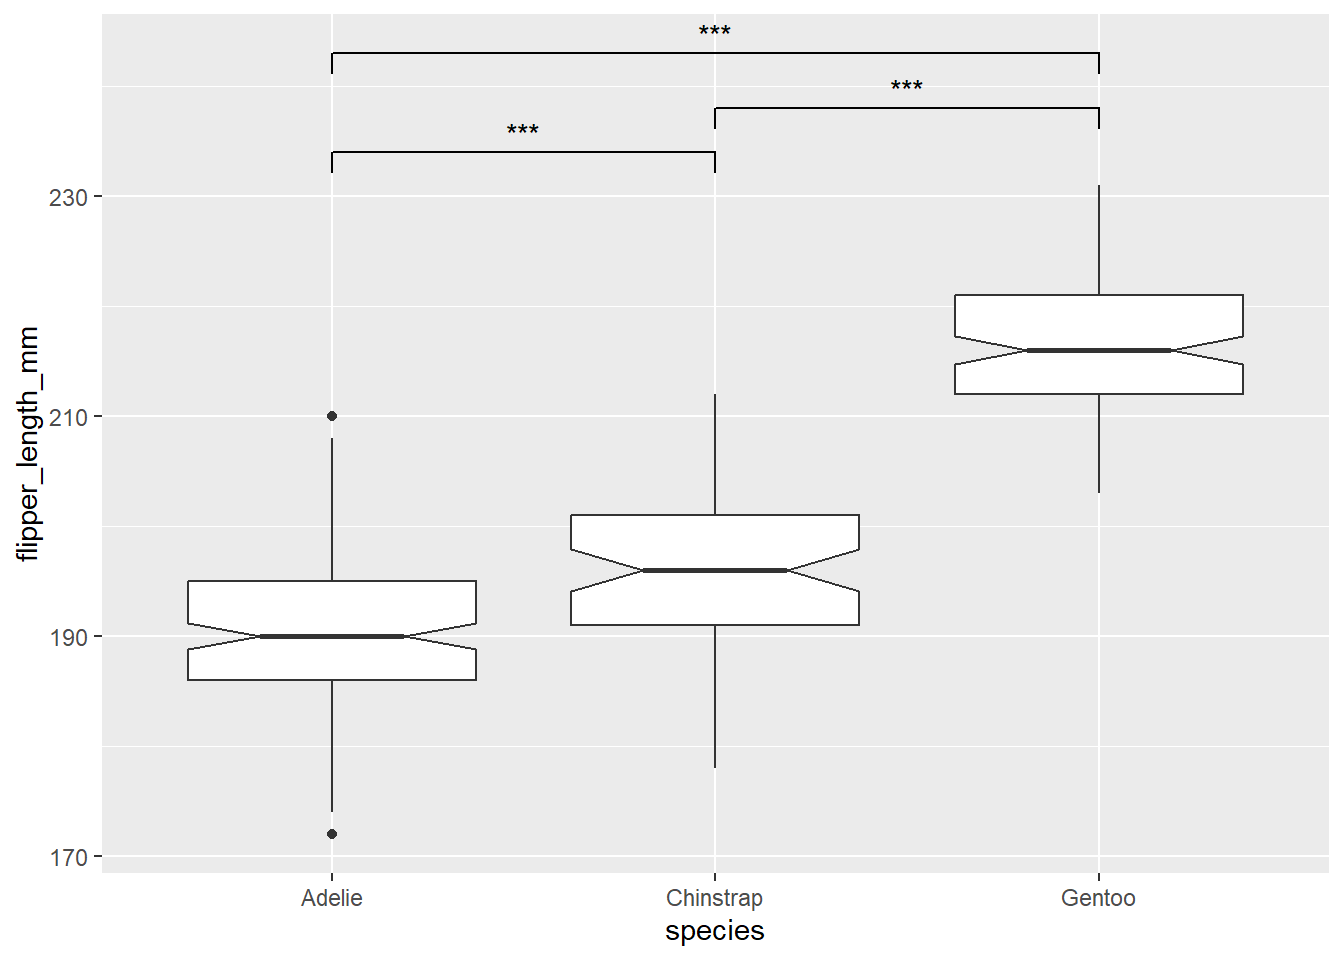 ***
***
***
230
210
190
170
flipper_length_mm
Adelie Chinstrap Gentoo
species